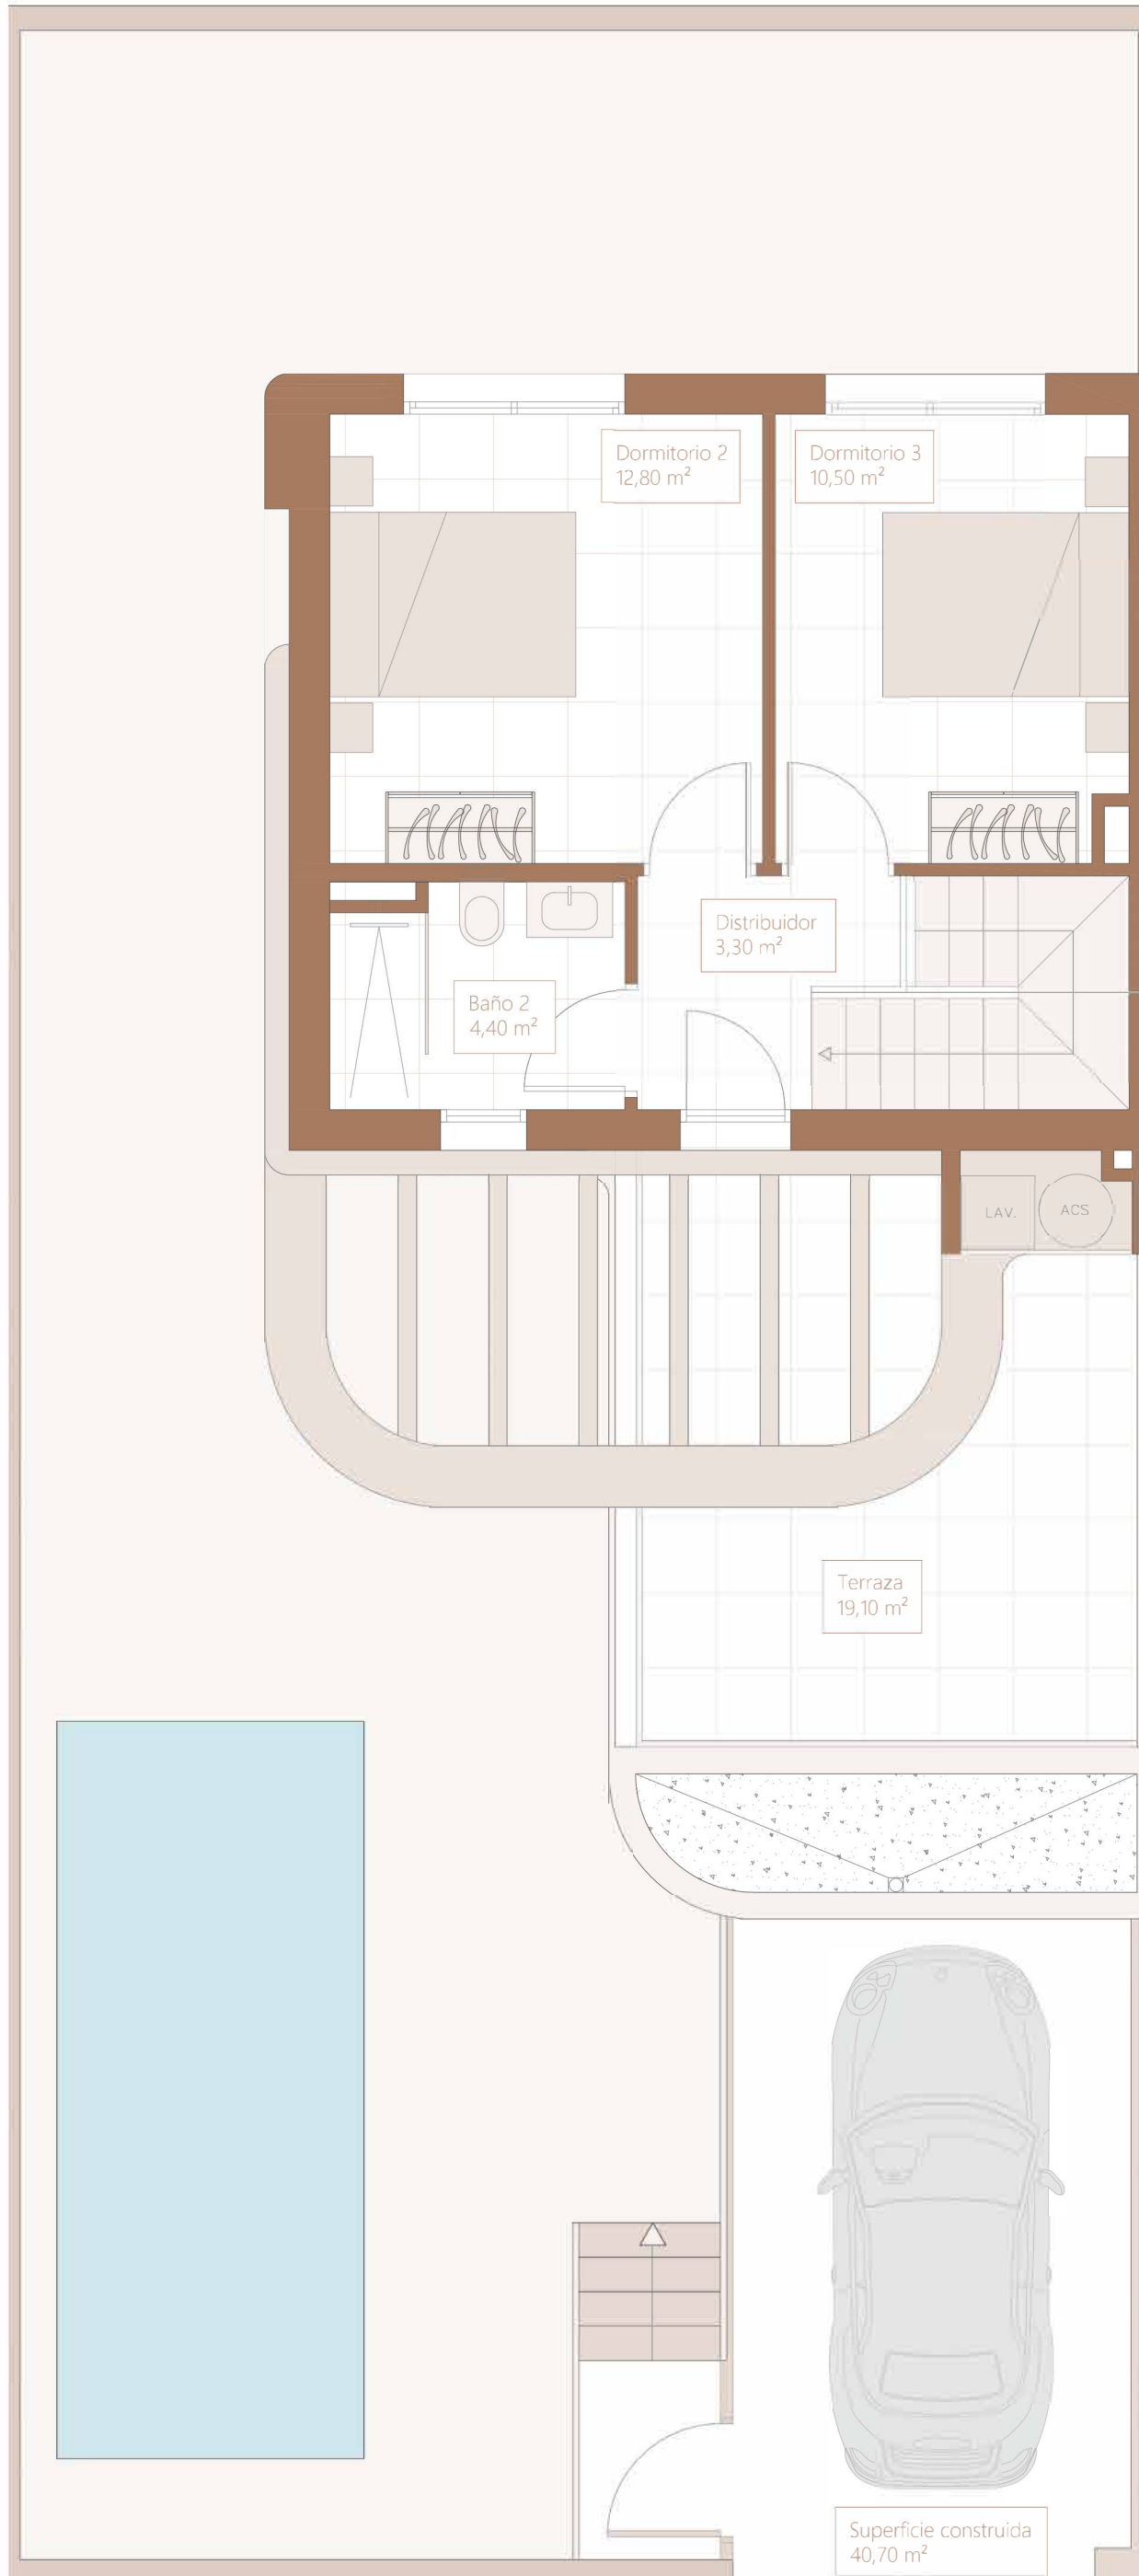 Dormitorio 2
12,80 m²
Dormitorio 3
10,50 m²
Distribuidor
3,30 m²
Baño 2
4,40 m²
LAV.
ACS
Terraza
19,10 m²
Superficie construida
40,70 m²